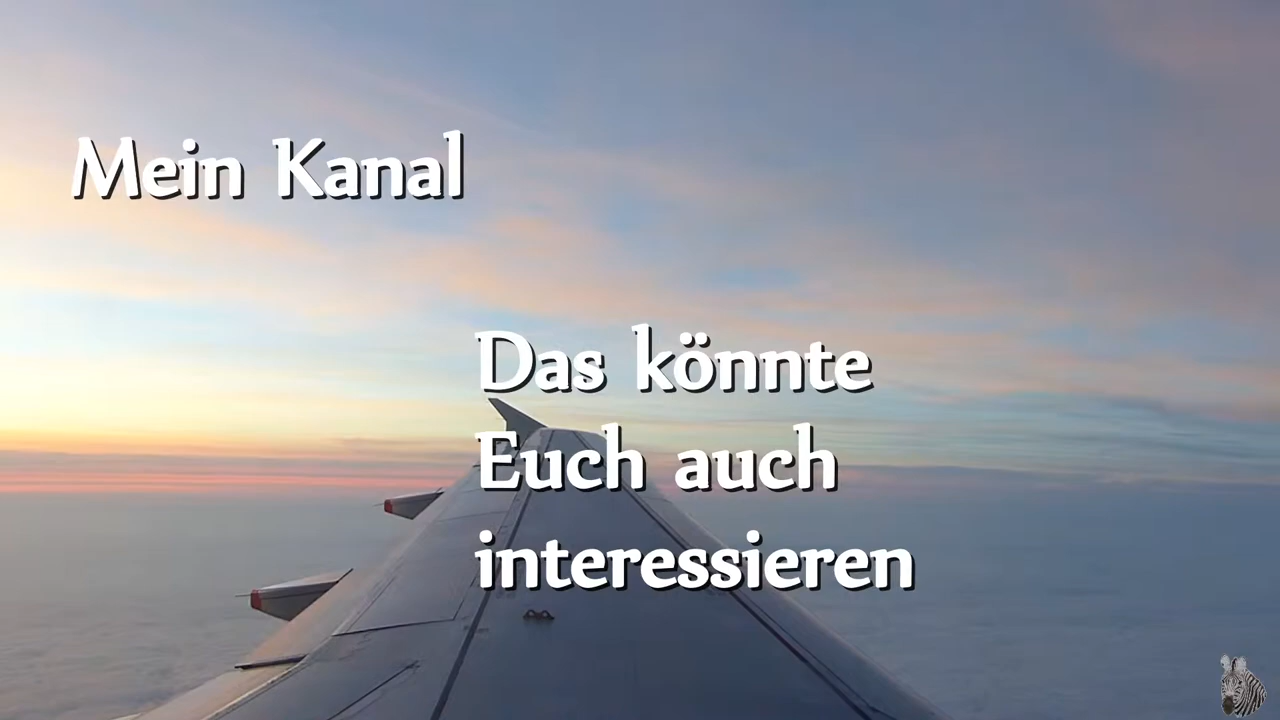 Mein Kanal
Das könnte
Euch auch
interessieren